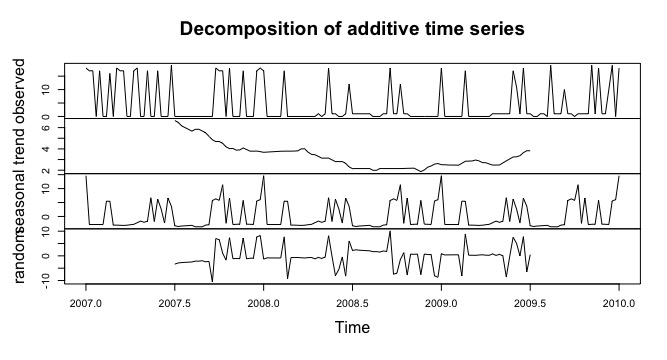 Decomposition of additive time series
observed
0 10
trend
2 4 6
seasonal
0 10
random
-10 0 10
2007.0 2007.5 2008.0 2008.5 2009.0 2009.5 2010.0
Time